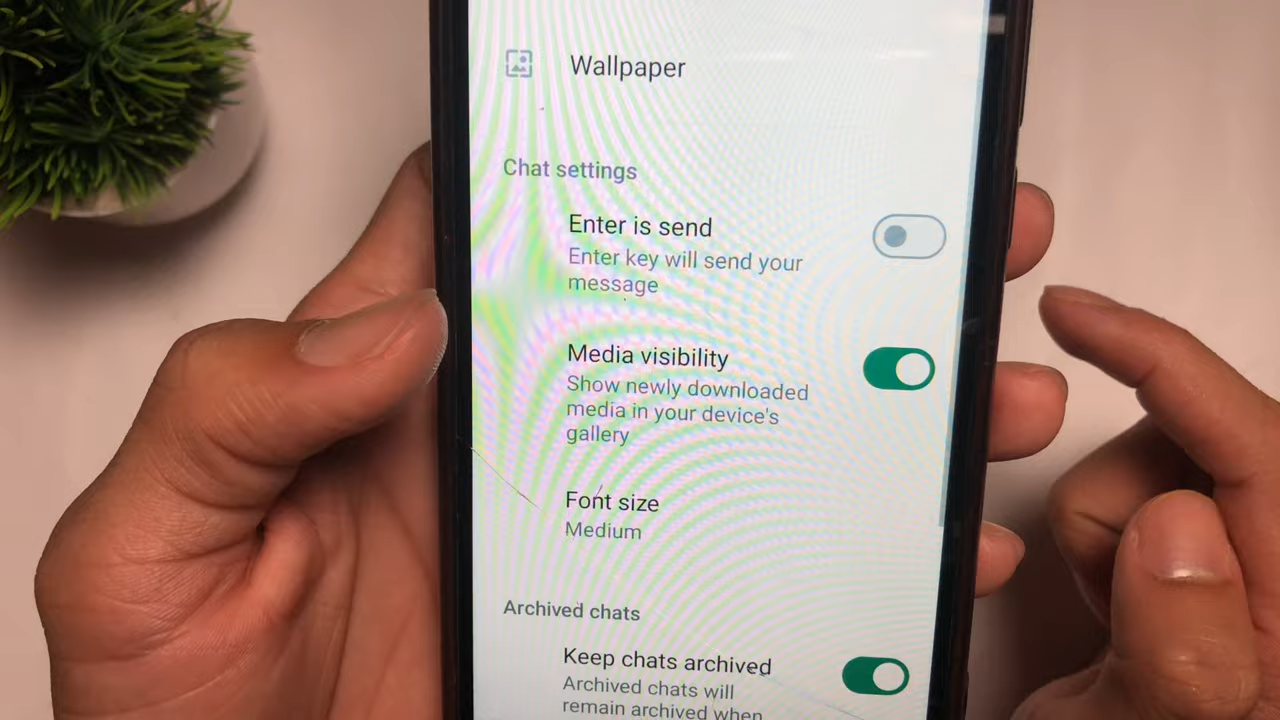 Wallpaper
Chat settings
Enter is send
Enter key will send your
message
Media visibility
Show newly downloaded
media in your device's
gallery
Font size
Medium
Archived chats
Keep chats archived
Archived chats will
remain archived when